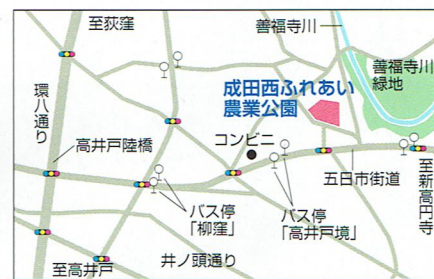 至荻窪
善福寺川
善福寺川
緑地
成田西ふれあい
農業公園
環八通り
高井戸陸橋
コンビニ
五日市街道
至新高円寺
バス停
「柳窪」
バス停
「高井戸境」
井ノ頭通り
至高井戸